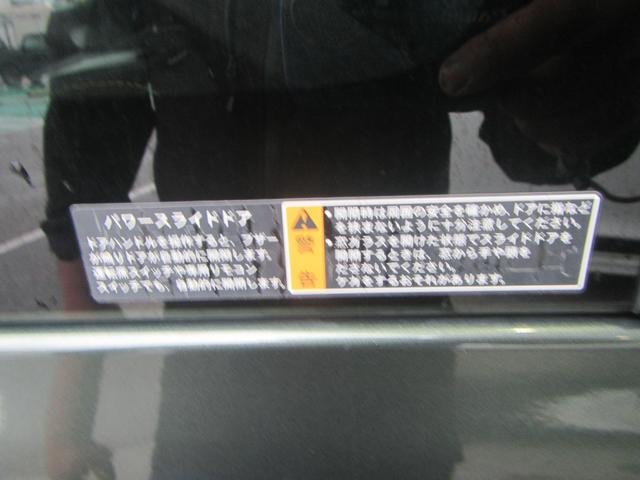 パワースライドドア
ドアハンドルを操作すると、ブザー
が鳴りドアが自動的に開閉します。
運転席スイッチや携帯リモコン
スイッチでも、自動的に開閉します。
警告
・開閉時は周囲の安全を確かめ、ドアに指など
を挟まないように十分注意してください。
・窓ガラスを開けた状態でスライドドアを
開閉するときは、窓から手や顔を
ださないでください。
ケガをするおそれがあります。